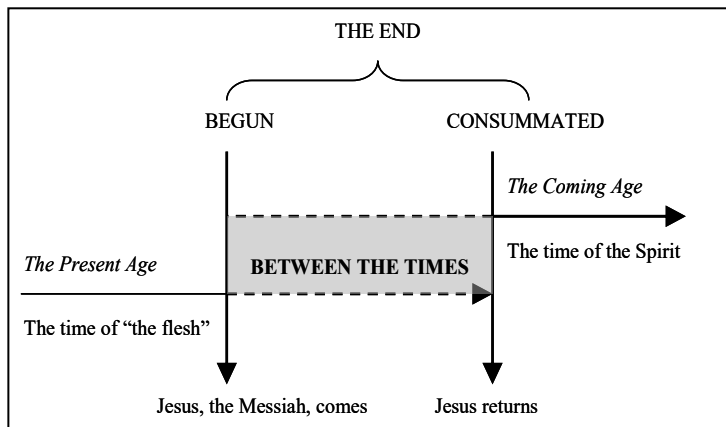 THE END
BEGUN
CONSUMMATED
The Coming Age
The time of the Spirit
BETWEEN THE TIMES
The Present Age
The time of “the flesh”
Jesus, the Messiah, comes
Jesus returns